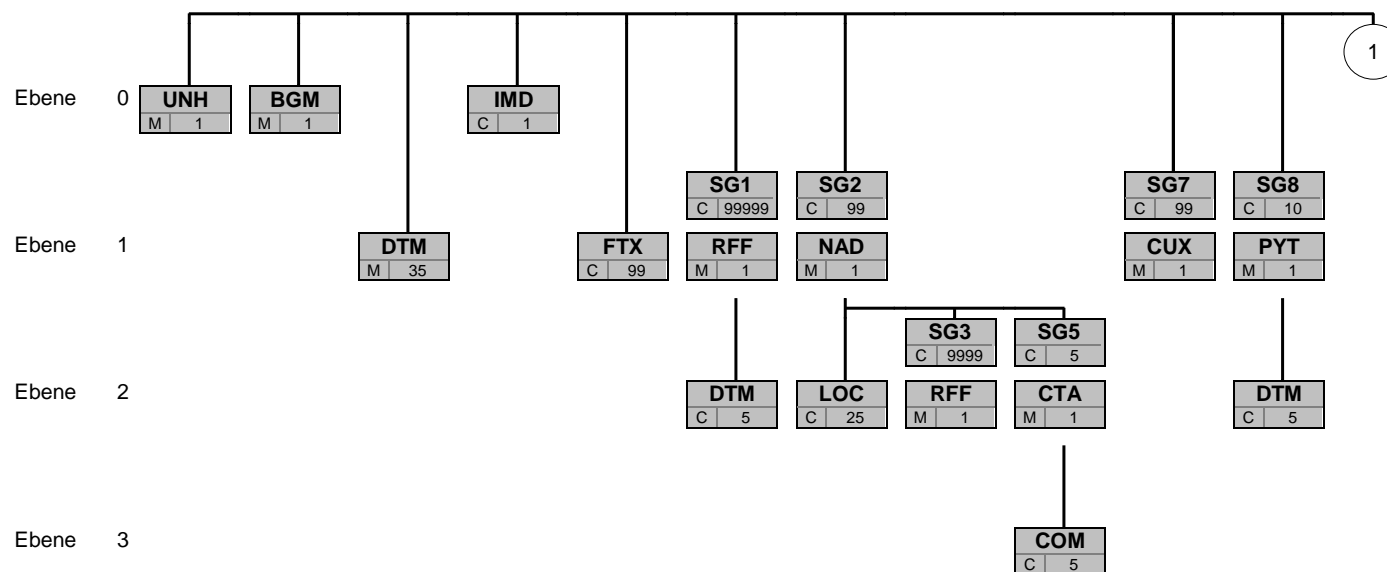 1
Ebene 0 UNH BGM IMD
M 1 M 1 C 1
SG1 SG2 SG7 SG8
C 99999 C 99 C 99 C 10
Ebene 1 DTM FTX RFF NAD CUX PYT
M 35 C 99 M 1 M 1 M 1 M 1
SG3 SG5
C 9999 C 5
Ebene 2 DTM LOC RFF CTA DTM
C 5 C 25 M 1 M 1 C 5
Ebene 3 COM
C 5